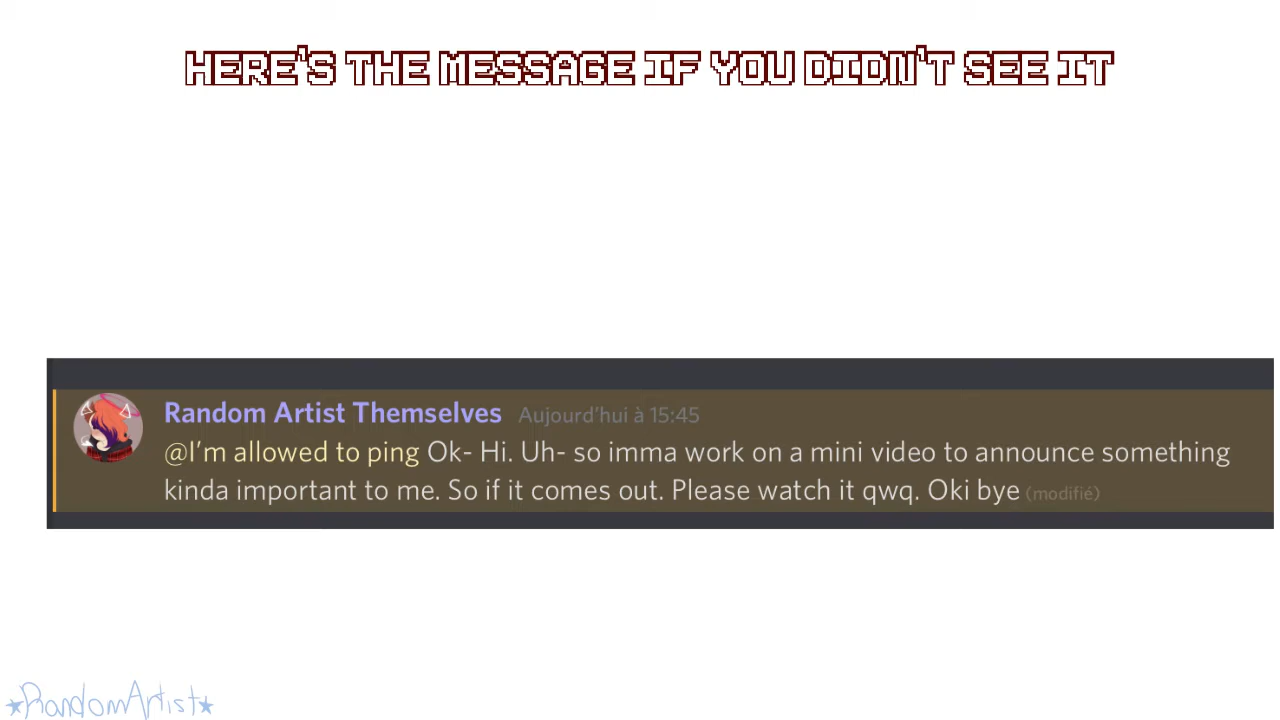 HERE'S THE MESSAGE IF YOU DIDN'T SEE IT
Random Artist Themselves Aujourd'hui à 15:45
@I'm allowed to ping Ok- Hi. Uh- so imma work on a mini video to announce something
kinda important to me. So if it comes out. Please watch it qwq. Oki bye (modifié)
★RandomArtist★